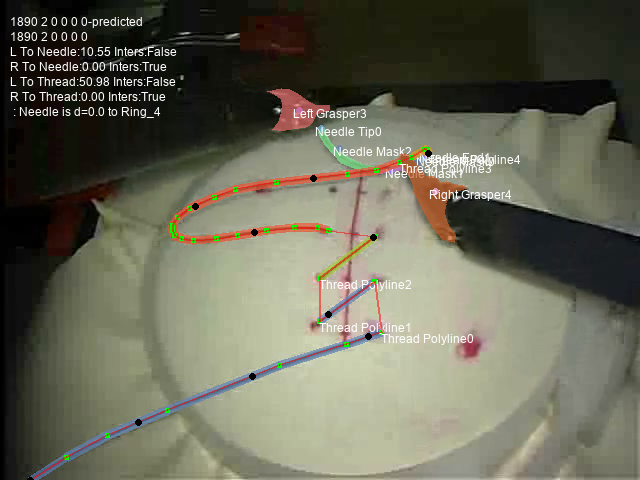 1890 2 0 0 0 0-predicted
1890 2 0 0 0 0
L To Needle:10.55 Inters:False
R To Needle:0.00 Inters:True
L To Thread:50.98 Inters:False
R To Thread:0.00 Inters:True
: Needle is d=0.0 to Ring_4
Left Grasper3
Needle Tip0
Needle Mask2
Thread Polyline3
Needle Mask1
Right Grasper4
Thread Polyline2
Thread Polyline1
Thread Polyline0